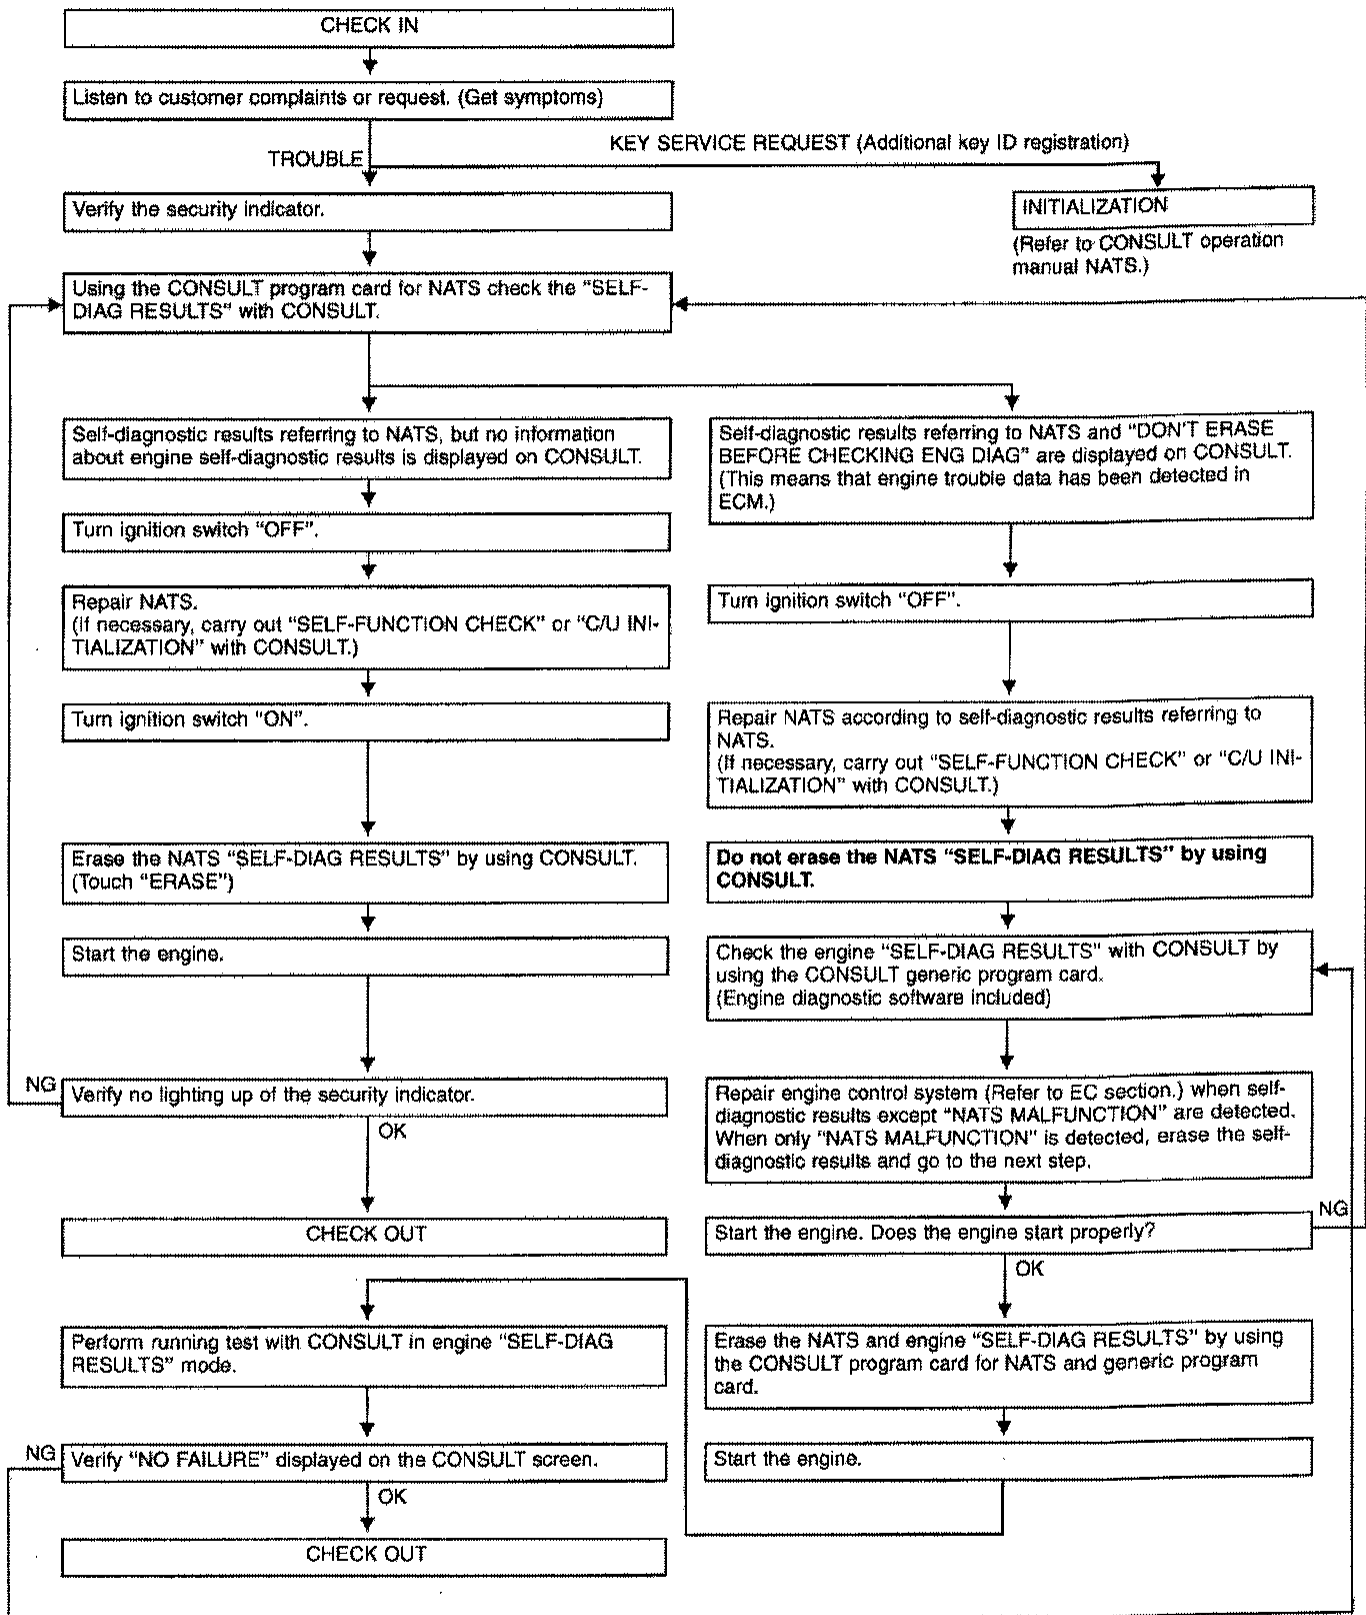 CHECK IN
Listen to customer complaints or request. (Get symptoms)
KEY SERVICE REQUEST (Additional key ID registration)
TROUBLE
Verify the security indicator.
INITIALIZATION
(Refer to CONSULT operation
manual NATS.)
Using the CONSULT program card for NATS check the “SELF-
DIAG RESULTS” with CONSULT.
Self-diagnostic results referring to NATS, but no information
about engine self-diagnostic results is displayed on CONSULT.
Turn ignition switch “OFF”.
Repair NATS.
(If necessary, carry out “SELF-FUNCTION CHECK” or “C/U INI-
TIALIZATION” with CONSULT.)
Turn ignition switch “ON”.
Erase the NATS “SELF-DIAG RESULTS” by using CONSULT.
(Touch “ERASE”)
Start the engine.
NG
Verify no lighting up of the security indicator.
OK
CHECK OUT
Self-diagnostic results referring to NATS and “DON’T ERASE
BEFORE CHECKING ENG DIAG” are displayed on CONSULT.
(This means that engine trouble data has been detected in
ECM.)
Turn ignition switch “OFF”.
Repair NATS according to self-diagnostic results referring to
NATS.
(If necessary, carry out “SELF-FUNCTION CHECK” or “C/U INI-
TIALIZATION” with CONSULT.)
Do not erase the NATS “SELF-DIAG RESULTS” by using
CONSULT.
Check the engine “SELF-DIAG RESULTS” with CONSULT by
using the CONSULT generic program card.
(Engine diagnostic software included)
Repair engine control system (Refer to EC section.) when self-
diagnostic results except “NATS MALFUNCTION” are detected.
When only “NATS MALFUNCTION” is detected, erase the self-
diagnostic results and go to the next step.
NG
Start the engine. Does the engine start properly?
OK
Erase the NATS and engine “SELF-DIAG RESULTS” by using
the CONSULT program card for NATS and generic program
card.
Start the engine.
Perform running test with CONSULT in engine “SELF-DIAG
RESULTS” mode.
NG
Verify “NO FAILURE” displayed on the CONSULT screen.
OK
CHECK OUT